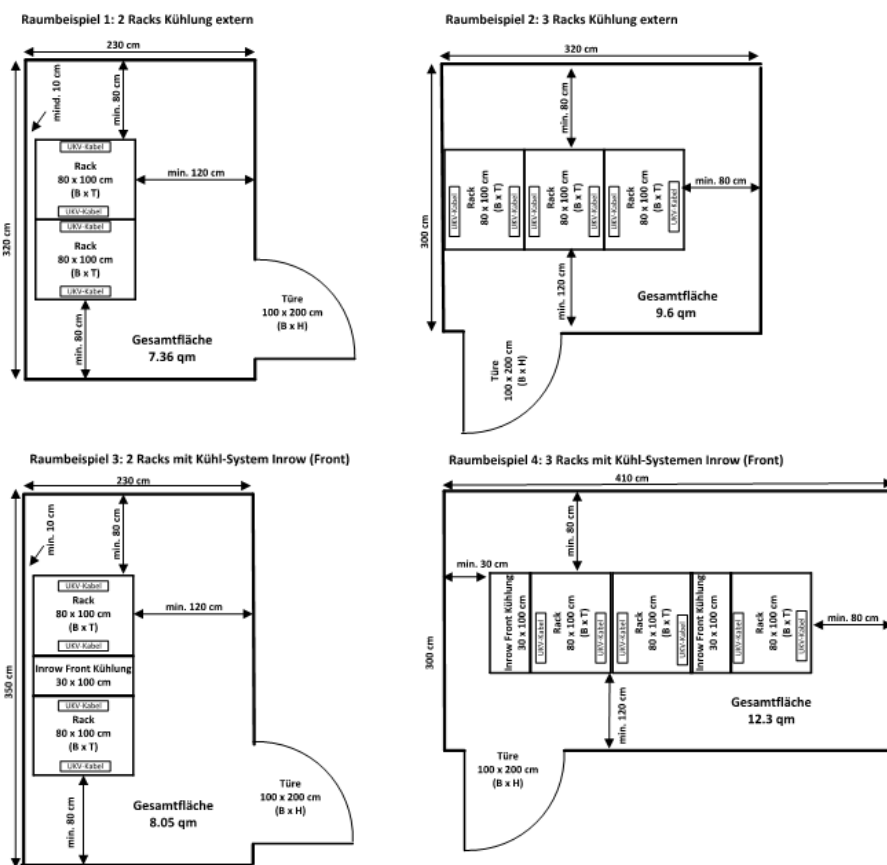 Raumbeispiel 1: 2 Racks Kühlung extern
230 cm
320 cm
mind. 10 cm
min. 80 cm
UKV-Kabel
Rack
80 x 100 cm
(B x T)
UKV-Kabel
min. 120 cm
UKV-Kabel
Rack
80 x 100 cm
(B x T)
UKV-Kabel
min. 80 cm
Türe
100 x 200 cm
(B x H)
Gesamtfläche
7.36 qm
Raumbeispiel 2: 3 Racks Kühlung extern
320 cm
300 cm
min. 80 cm
UKV-Kabel
Rack
80 x 100 cm
(B x T)
UKV-Kabel
Rack
80 x 100 cm
(B x T)
UKV-Kabel
Rack
80 x 100 cm
(B x T)
UKV-Kabel
UKV-Kabel
UKV-Kabel
min. 80 cm
min. 120 cm
Gesamtfläche
9.6 qm
Türe
100 x 200 cm
(B x H)
Raumbeispiel 3: 2 Racks mit Kühl-System Inrow (Front)
230 cm
350 cm
min. 10 cm
min. 80 cm
UKV-Kabel
Rack
80 x 100 cm
(B x T)
UKV-Kabel
min. 120 cm
Inrow Front Kühlung
30 x 100 cm
UKV-Kabel
Rack
80 x 100 cm
(B x T)
UKV-Kabel
min. 80 cm
Türe
100 x 200 cm
(B x H)
Gesamtfläche
8.05 qm
Raumbeispiel 4: 3 Racks mit Kühl-Systemen Inrow (Front)
410 cm
300 cm
min. 80 cm
min. 30 cm
Inrow Front Kühlung
30 x 100 cm
UKV-Kabel
Rack
80 x 100 cm
(B x T)
UKV-Kabel
Rack
80 x 100 cm
(B x T)
UKV-Kabel
Inrow Front Kühlung
30 x 100 cm
UKV-Kabel
Rack
80 x 100 cm
(B x T)
UKV-Kabel
min. 80 cm
min. 120 cm
Gesamtfläche
12.3 qm
Türe
100 x 200 cm
(B x H)